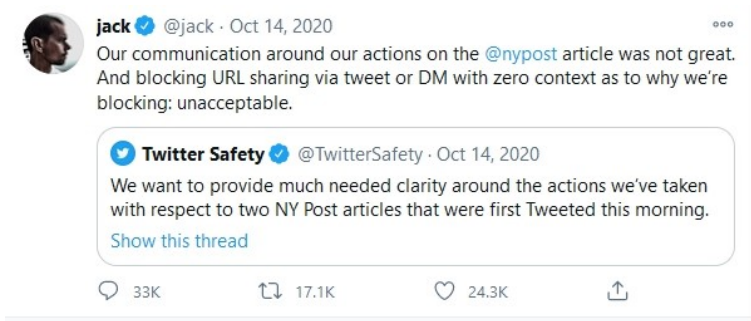 jack @jack · Oct 14, 2020
Our communication around our actions on the @nypost article was not great.
And blocking URL sharing via tweet or DM with zero context as to why we're
blocking: unacceptable.
Twitter Safety @TwitterSafety · Oct 14, 2020
We want to provide much needed clarity around the actions we've taken
with respect to two NY Post articles that were first Tweeted this morning.
Show this thread
33K 17.1K 24.3K